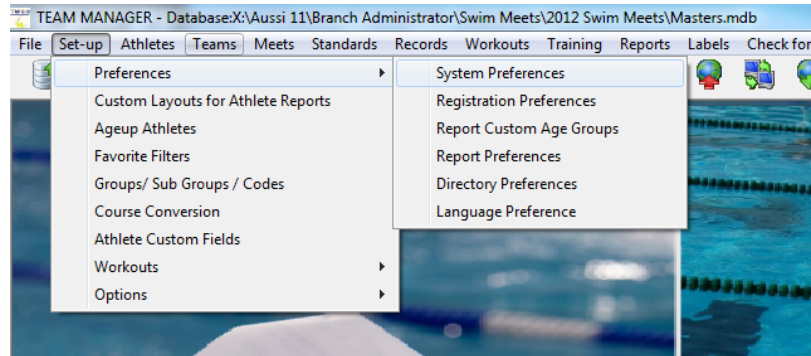 TEAM MANAGER - Database:X:\Aussi 11\Branch Administrator\Swim Meets\2012 Swim Meets\Masters.mdb
File Set-up Athletes Teams Meets Standards Records Workouts Training Reports Labels Check for
Preferences
Custom Layouts for Athlete Reports
Ageup Athletes
Favorite Filters
Groups/ Sub Groups / Codes
Course Conversion
Athlete Custom Fields
Workouts
Options
System Preferences
Registration Preferences
Report Custom Age Groups
Report Preferences
Directory Preferences
Language Preference